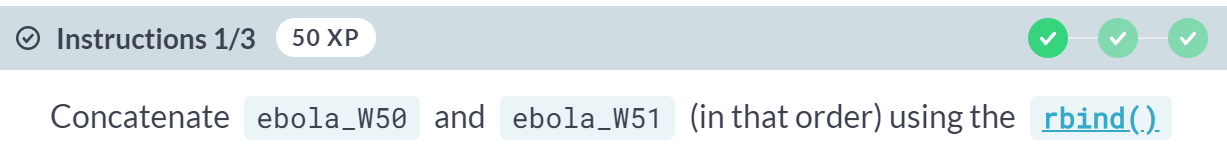 Instructions 1/3 50 XP
Concatenate ebola_W50 and ebola_W51 (in that order) using the rbind()